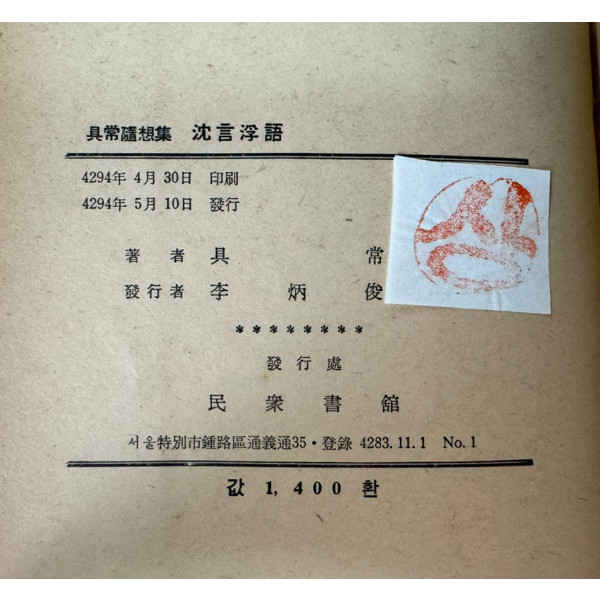 具常隨想集 沈言浮語
4294年 4月 30日 印刷
4294年 5月 10日 發行
著者 具常
發行者 李炳俊
********
發行處
民衆書舘
서울特別市鍾路區通義通35・登錄 4283.11.1 No.1
값 1,400 환
상